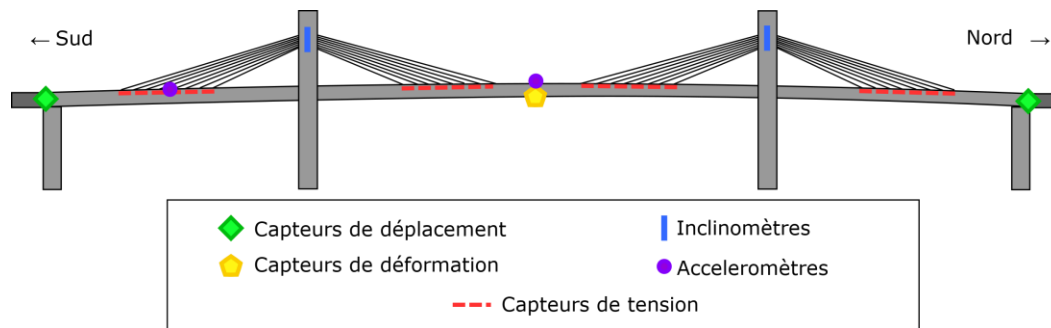 ← Sud
Nord →
Capteurs de déplacement
Inclinomètres
Capteurs de déformation
Acceleromètres
Capteurs de tension